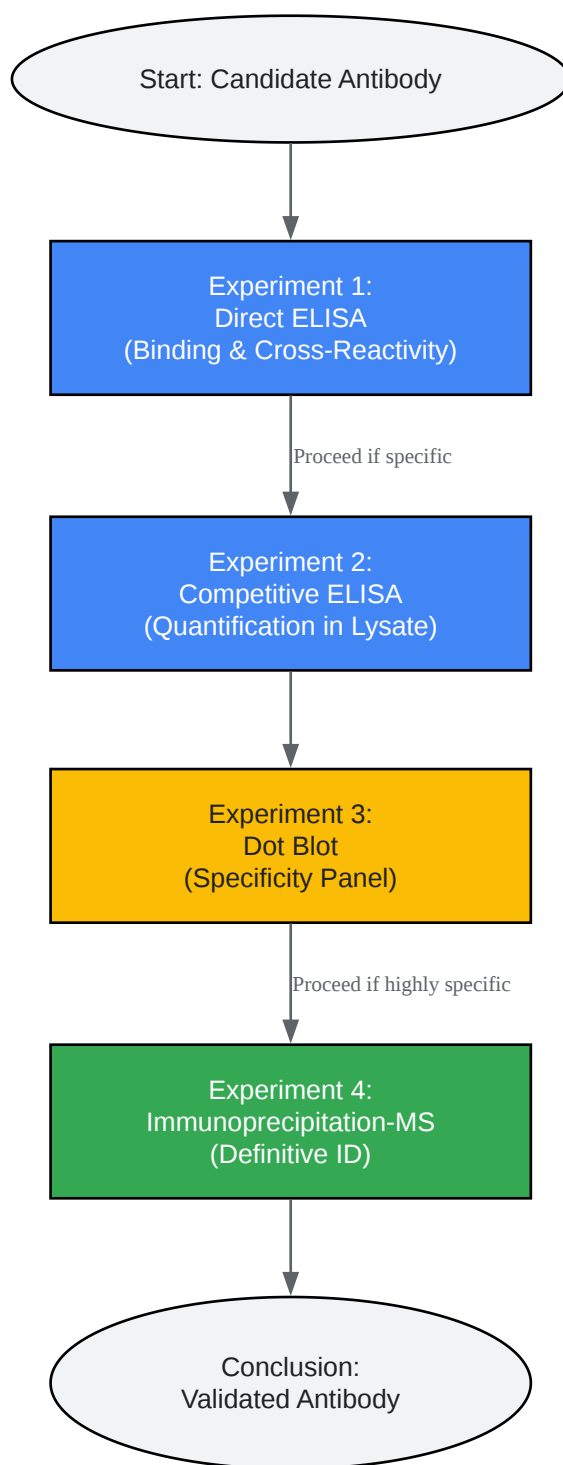 Start: Candidate Antibody
Experiment 1:
Direct ELISA
(Binding & Cross-Reactivity)
Proceed if specific
Experiment 2:
Competitive ELISA
(Quantification in Lysate)
Experiment 3:
Dot Blot
(Specificity Panel)
Proceed if highly specific
Experiment 4:
Immunoprecipitation-MS
(Definitive ID)
Conclusion:
Validated Antibody